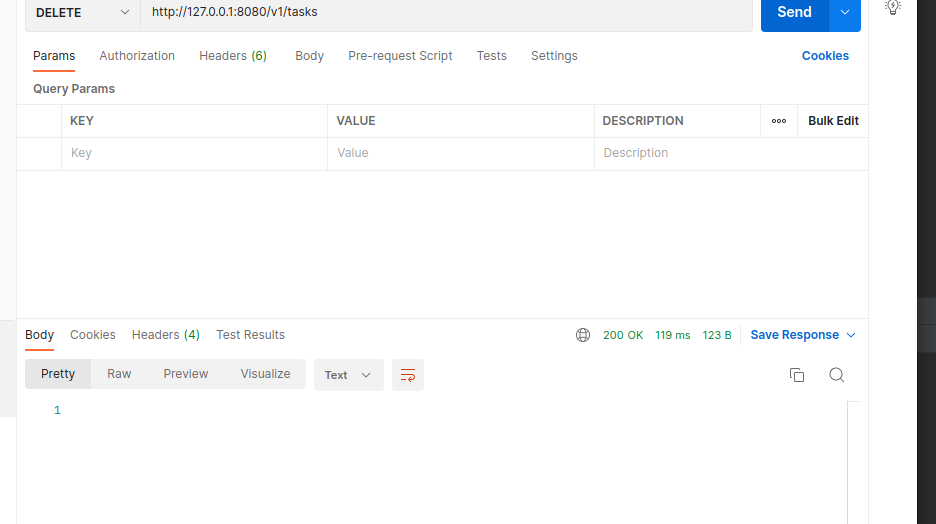 DELETE http://127.0.0.1:8080/v1/tasks Send
Params Authorization Headers (6) Body Pre-request Script Tests Settings Cookies
Query Params
KEY VALUE DESCRIPTION Bulk Edit
Key Value Description
Body Cookies Headers (4) Test Results 200 OK 119 ms 123 B Save Response
Pretty Raw Preview Visualize Text
1